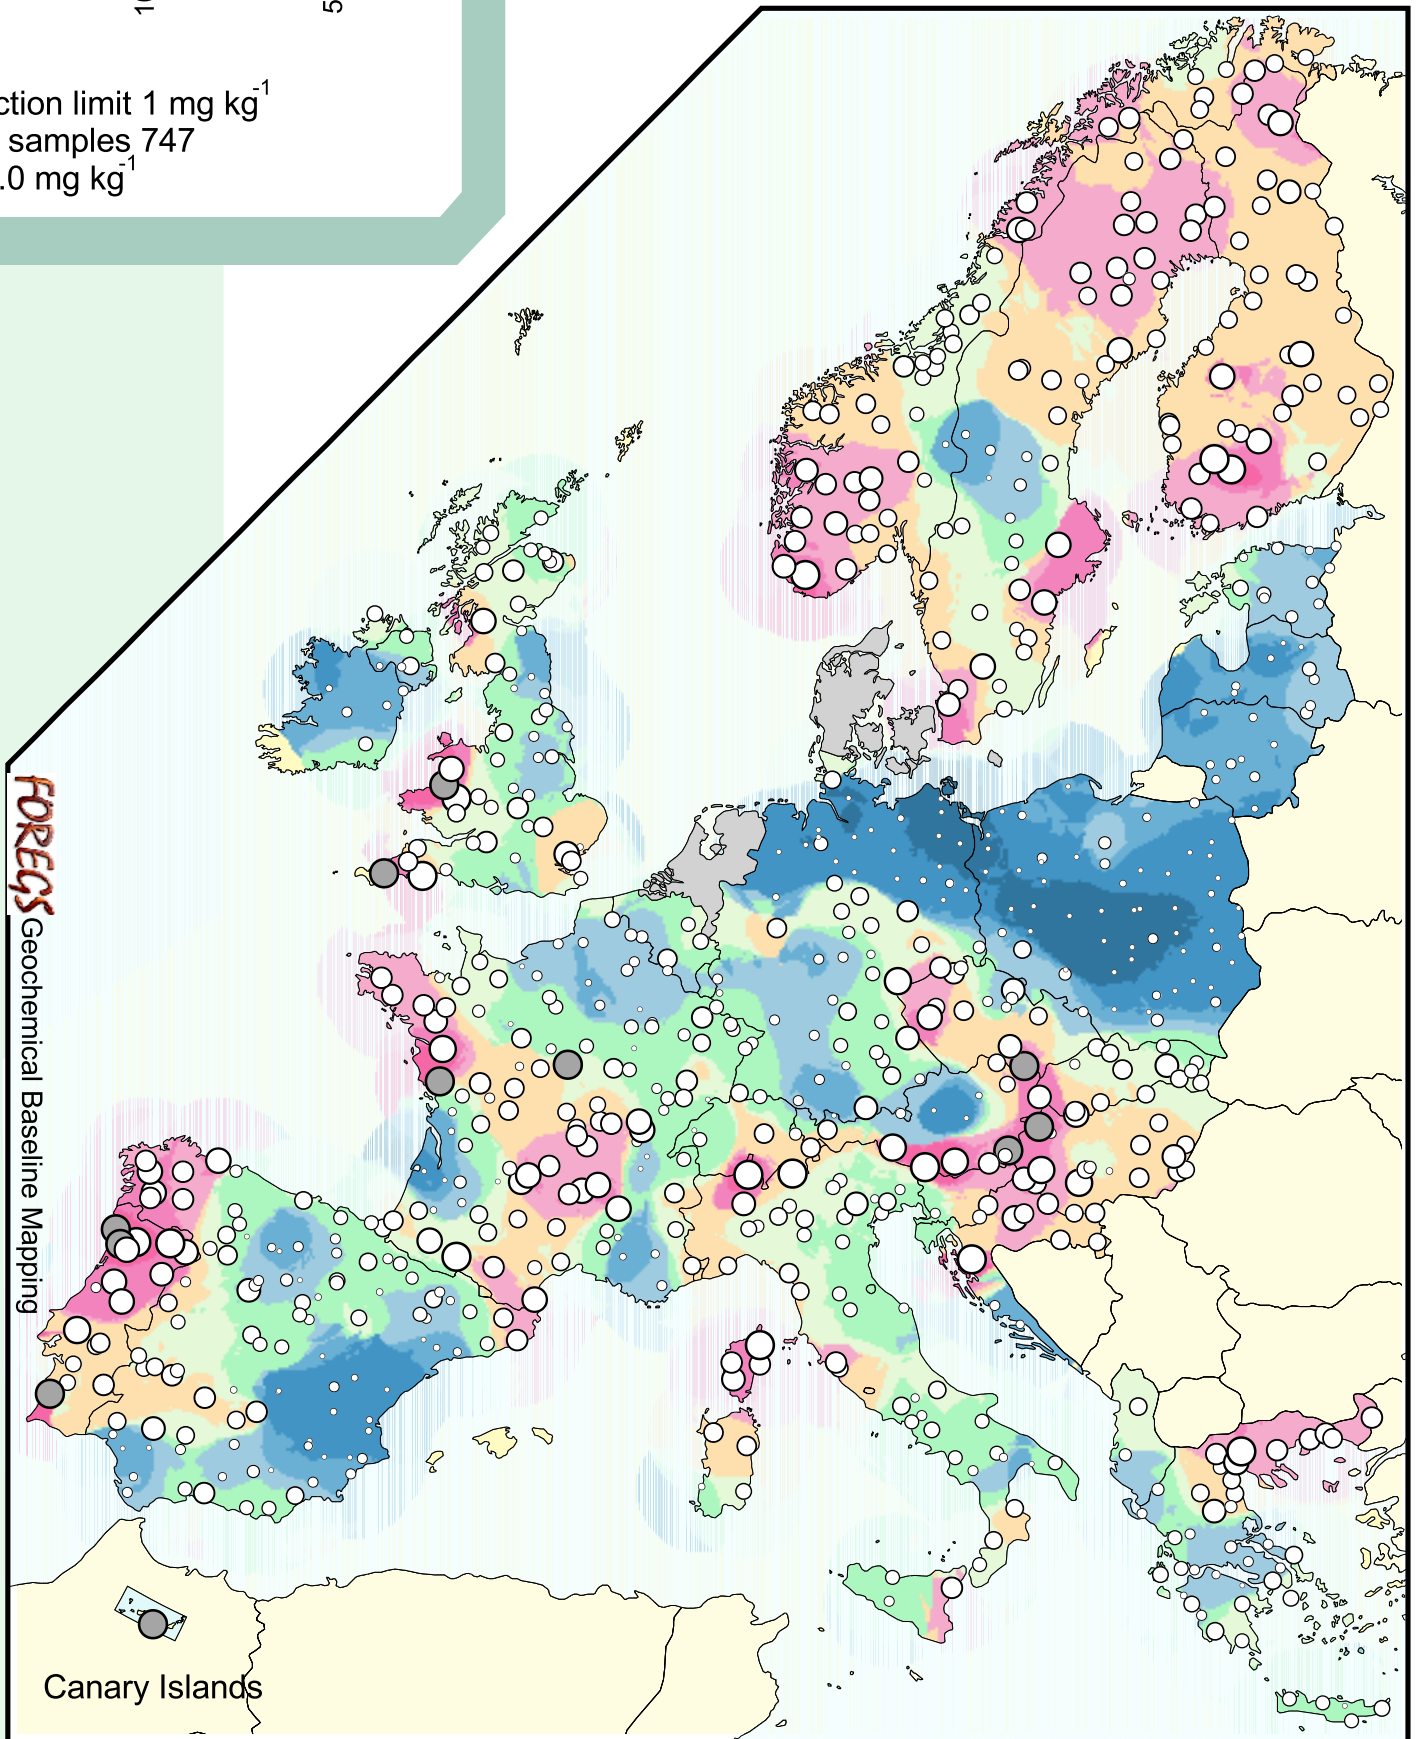 ction limit 1 mg kg-1
samples 747
.0 mg kg-1
FOREGS Geochemical Baseline Mapping
Canary Islands